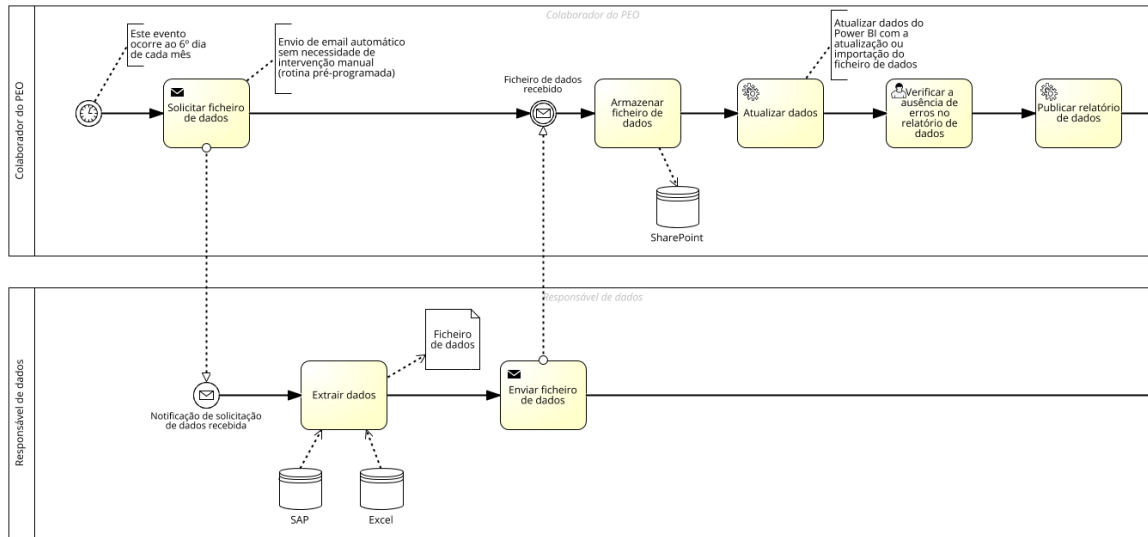 Colaborador do PEO
Colaborador do PEO
Este evento
ocorre ao 6º dia
de cada mês
Envio de email automático
sem necessidade de
intervenção manual
(rotina pré-programada)
Atualizar dados do
Power BI com a
atualização ou
importação do
ficheiro de dados
Solicitar ficheiro
de dados
Ficheiro de dados
recebido
Armazenar
ficheiro de
dados
Atualizar dados
Verificar a
ausência de
erros no
relatório de
dados
Publicar relatório
de dados
SharePoint
Responsável de dados
Responsável de dados
Notificação de solicitação
de dados recebida
Extrair dados
Ficheiro
de dados
Enviar ficheiro
de dados
SAP
Excel